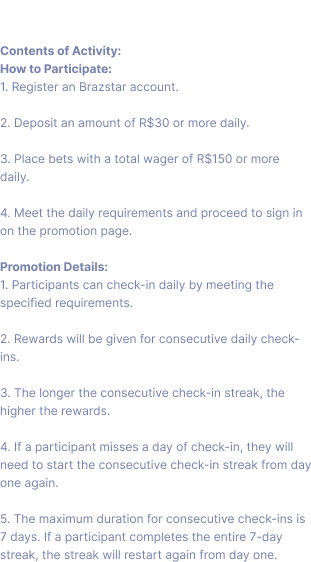 Contents of Activity:
How to Participate:
1. Register an Brazstar account.
2. Deposit an amount of R$30 or more daily.
3. Place bets with a total wager of R$150 or more
daily.
4. Meet the daily requirements and proceed to sign in
on the promotion page.
Promotion Details:
1. Participants can check-in daily by meeting the
specified requirements.
2. Rewards will be given for consecutive daily check-
ins.
3. The longer the consecutive check-in streak, the
higher the rewards.
4. If a participant misses a day of check-in, they will
need to start the consecutive check-in streak from day
one again.
5. The maximum duration for consecutive check-ins is
7 days. If a participant completes the entire 7-day
streak, the streak will restart again from day one.